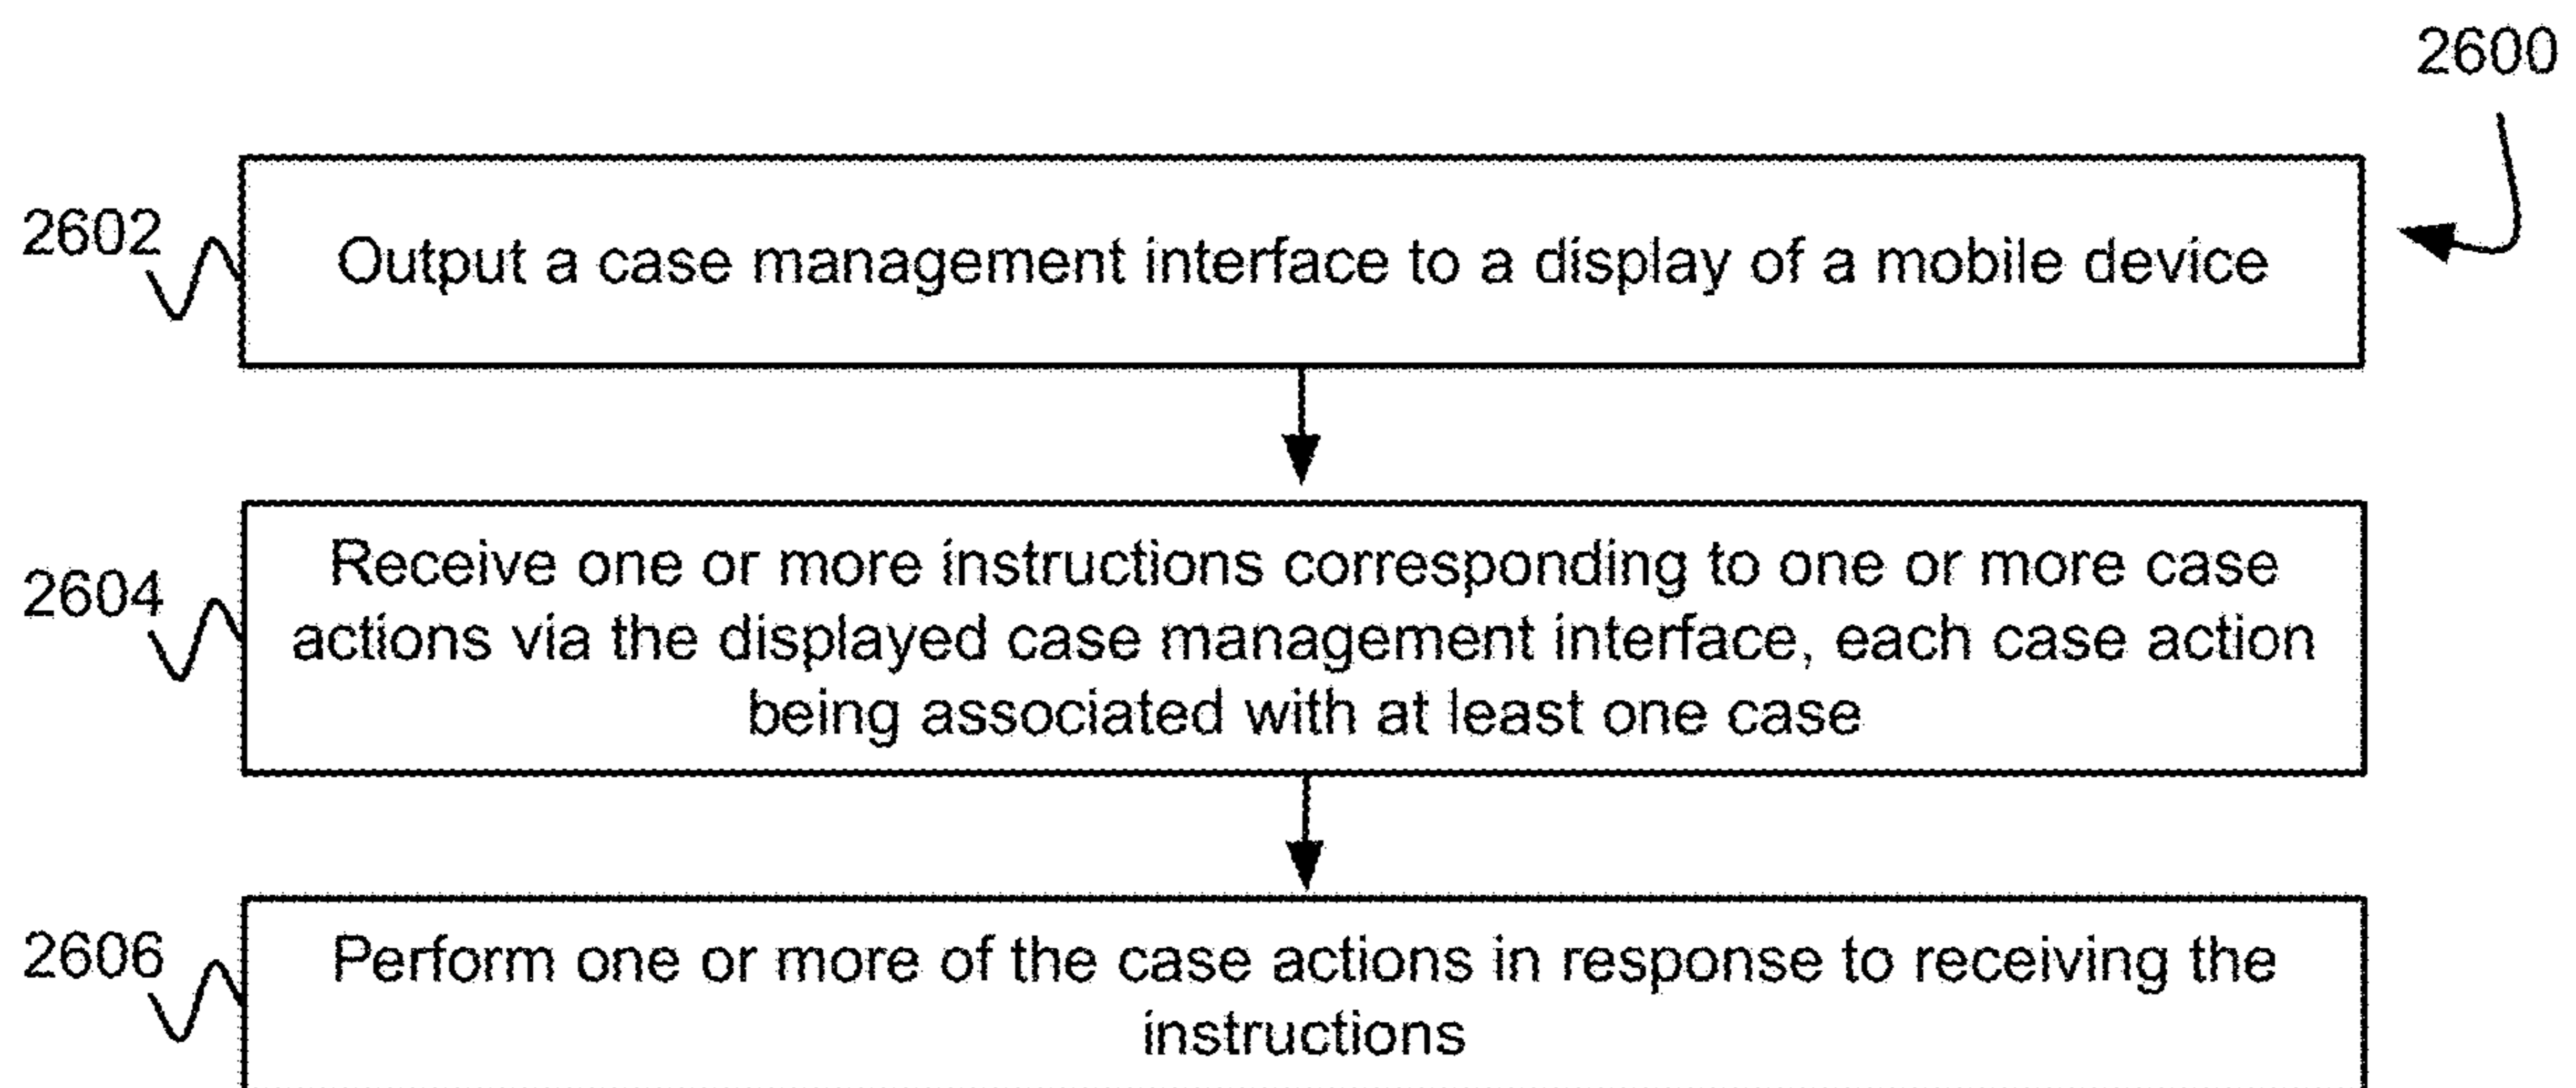 2600
2602
Output a case management interface to a display of a mobile device
2604
Receive one or more instructions corresponding to one or more case
actions via the displayed case management interface, each case action
being associated with at least one case
2606
Perform one or more of the case actions in response to receiving the
instructions